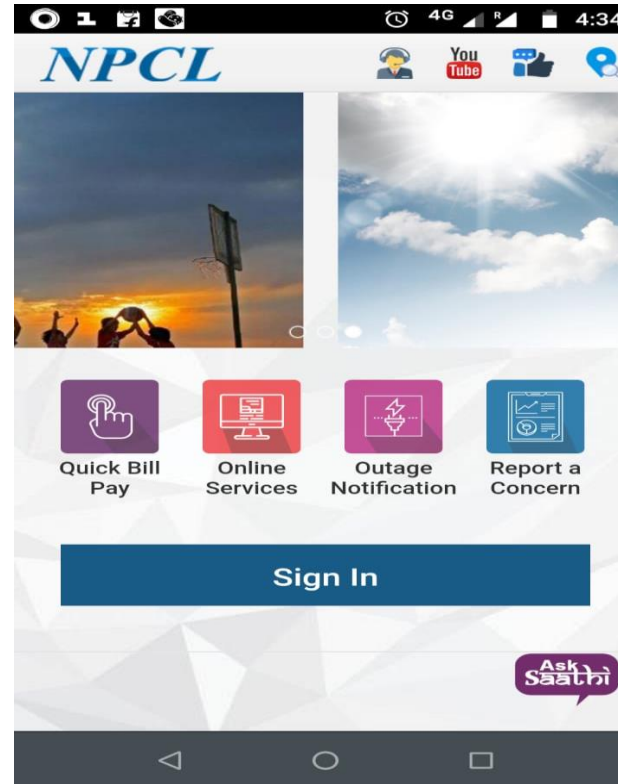 4G R 4:34
NPCL
You
Tube
Quick Bill
Pay
Online
Services
Outage
Notification
Report a
Concern
Sign In
Ask
Saathi